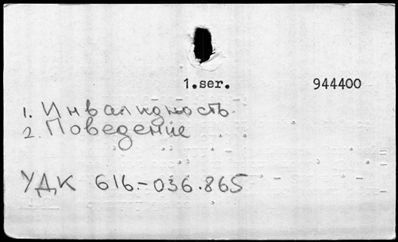 1.ser. 944400
1. Инвалидность
2 Поведение
УДК 616-036.865